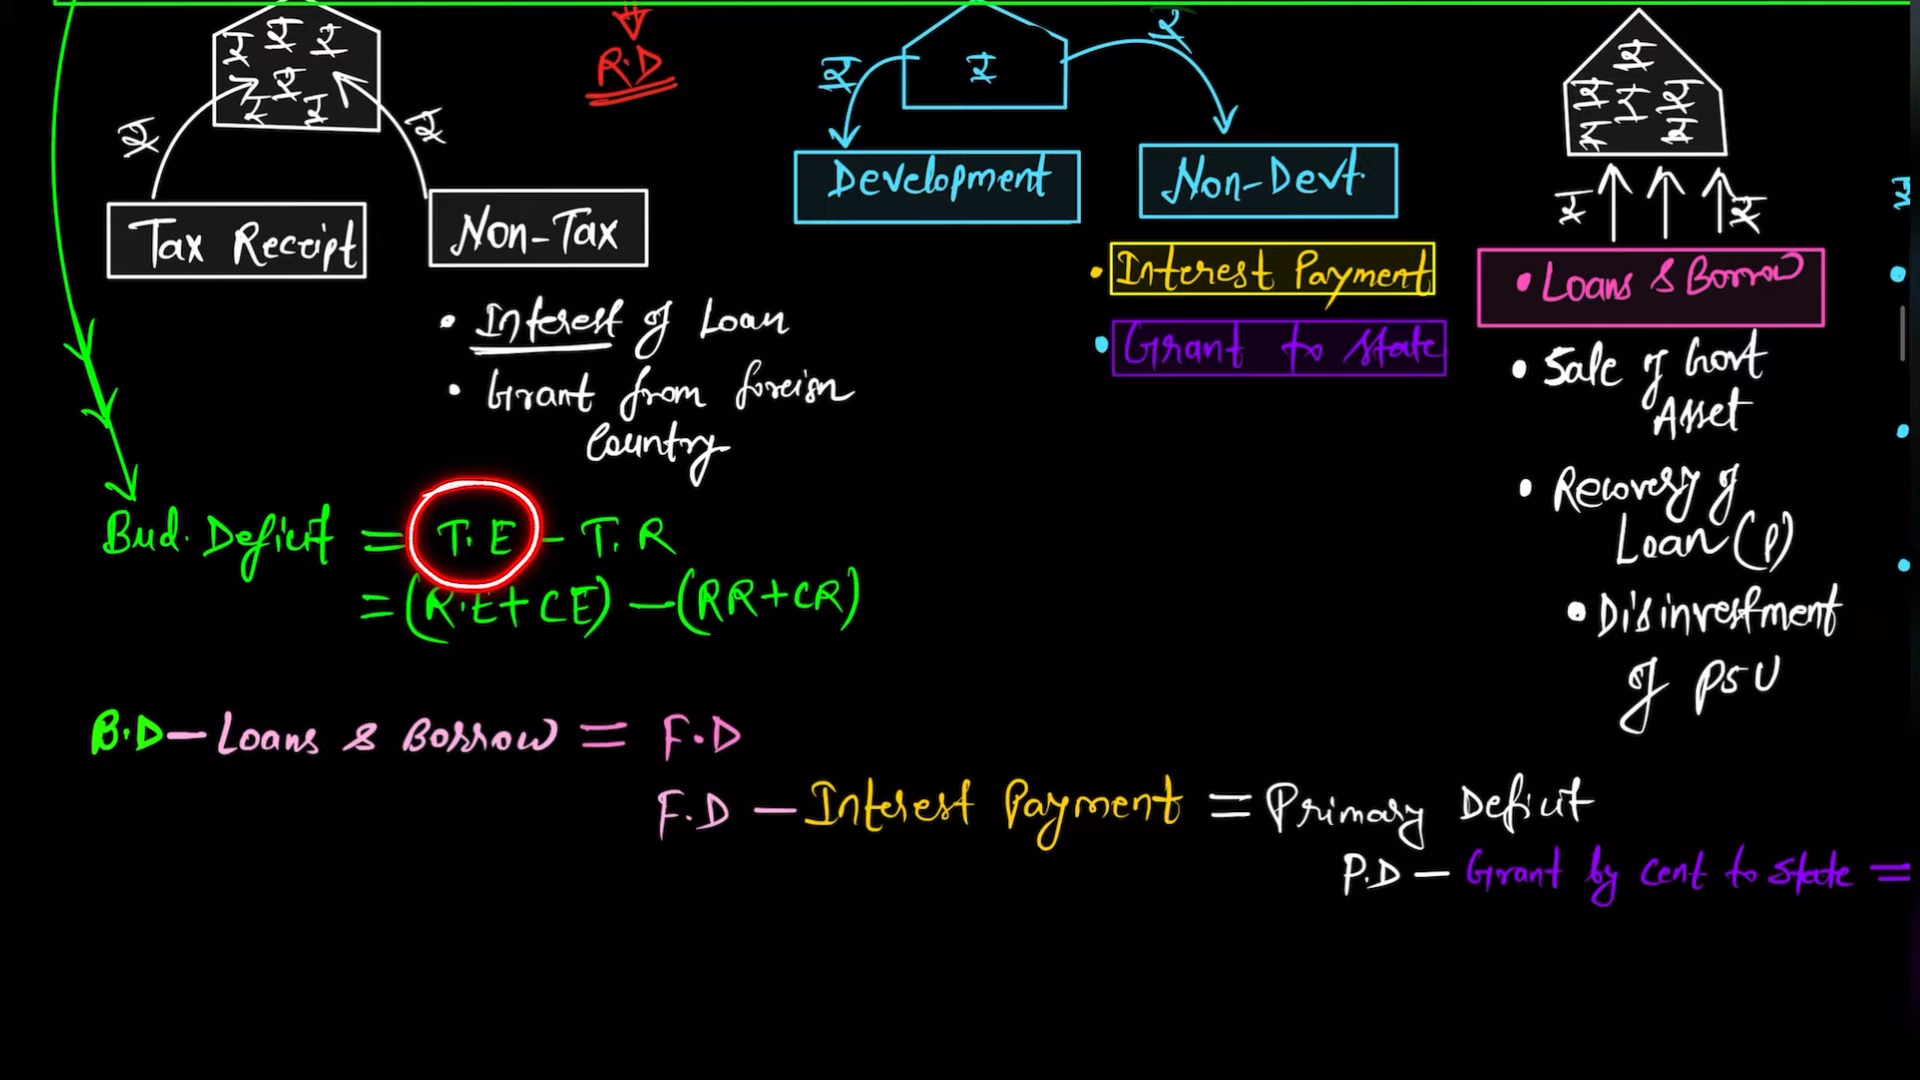 R.D
Tax Receipt
Non-Tax
• Interest of Loan
• Grant from foreign
Country
Development
Non-Devt
• Interest Payment
• Grant to State
• Loans & Borrow
• Sale of Govt
Asset
• Recovery of
Loan (P)
• Disinvestment
of PSU
Bud. Deficit = T.E - T.R
= (R.E + CE) - (RR + CR)
B.D - Loans & Borrow = F.D
F.D - Interest Payment = Primary Deficit
P.D - Grant by Cent to State =